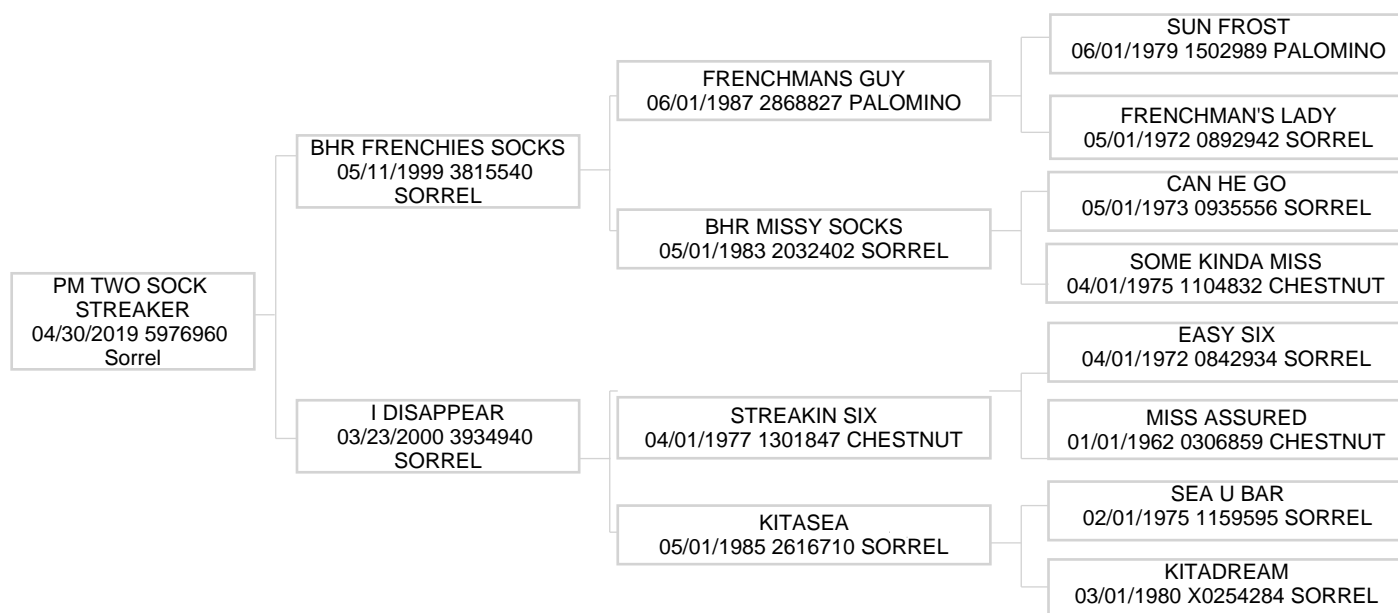 SUN FROST
06/01/1979 1502989 PALOMINO
FRENCHMANS GUY
06/01/1987 2868827 PALOMINO
FRENCHMAN'S LADY
05/01/1972 0892942 SORREL
BHR FRENCHIES SOCKS
05/11/1999 3815540
SORREL
CAN HE GO
05/01/1973 0935556 SORREL
BHR MISSY SOCKS
05/01/1983 2032402 SORREL
SOME KINDA MISS
04/01/1975 1104832 CHESTNUT
PM TWO SOCK
STREAKER
04/30/2019 5976960
Sorrel
EASY SIX
04/01/1972 0842934 SORREL
STREAKIN SIX
04/01/1977 1301847 CHESTNUT
MISS ASSURED
01/01/1962 0306859 CHESTNUT
I DISAPPEAR
03/23/2000 3934940
SORREL
SEA U BAR
02/01/1975 1159595 SORREL
KITASEA
05/01/1985 2616710 SORREL
KITADREAM
03/01/1980 X0254284 SORREL